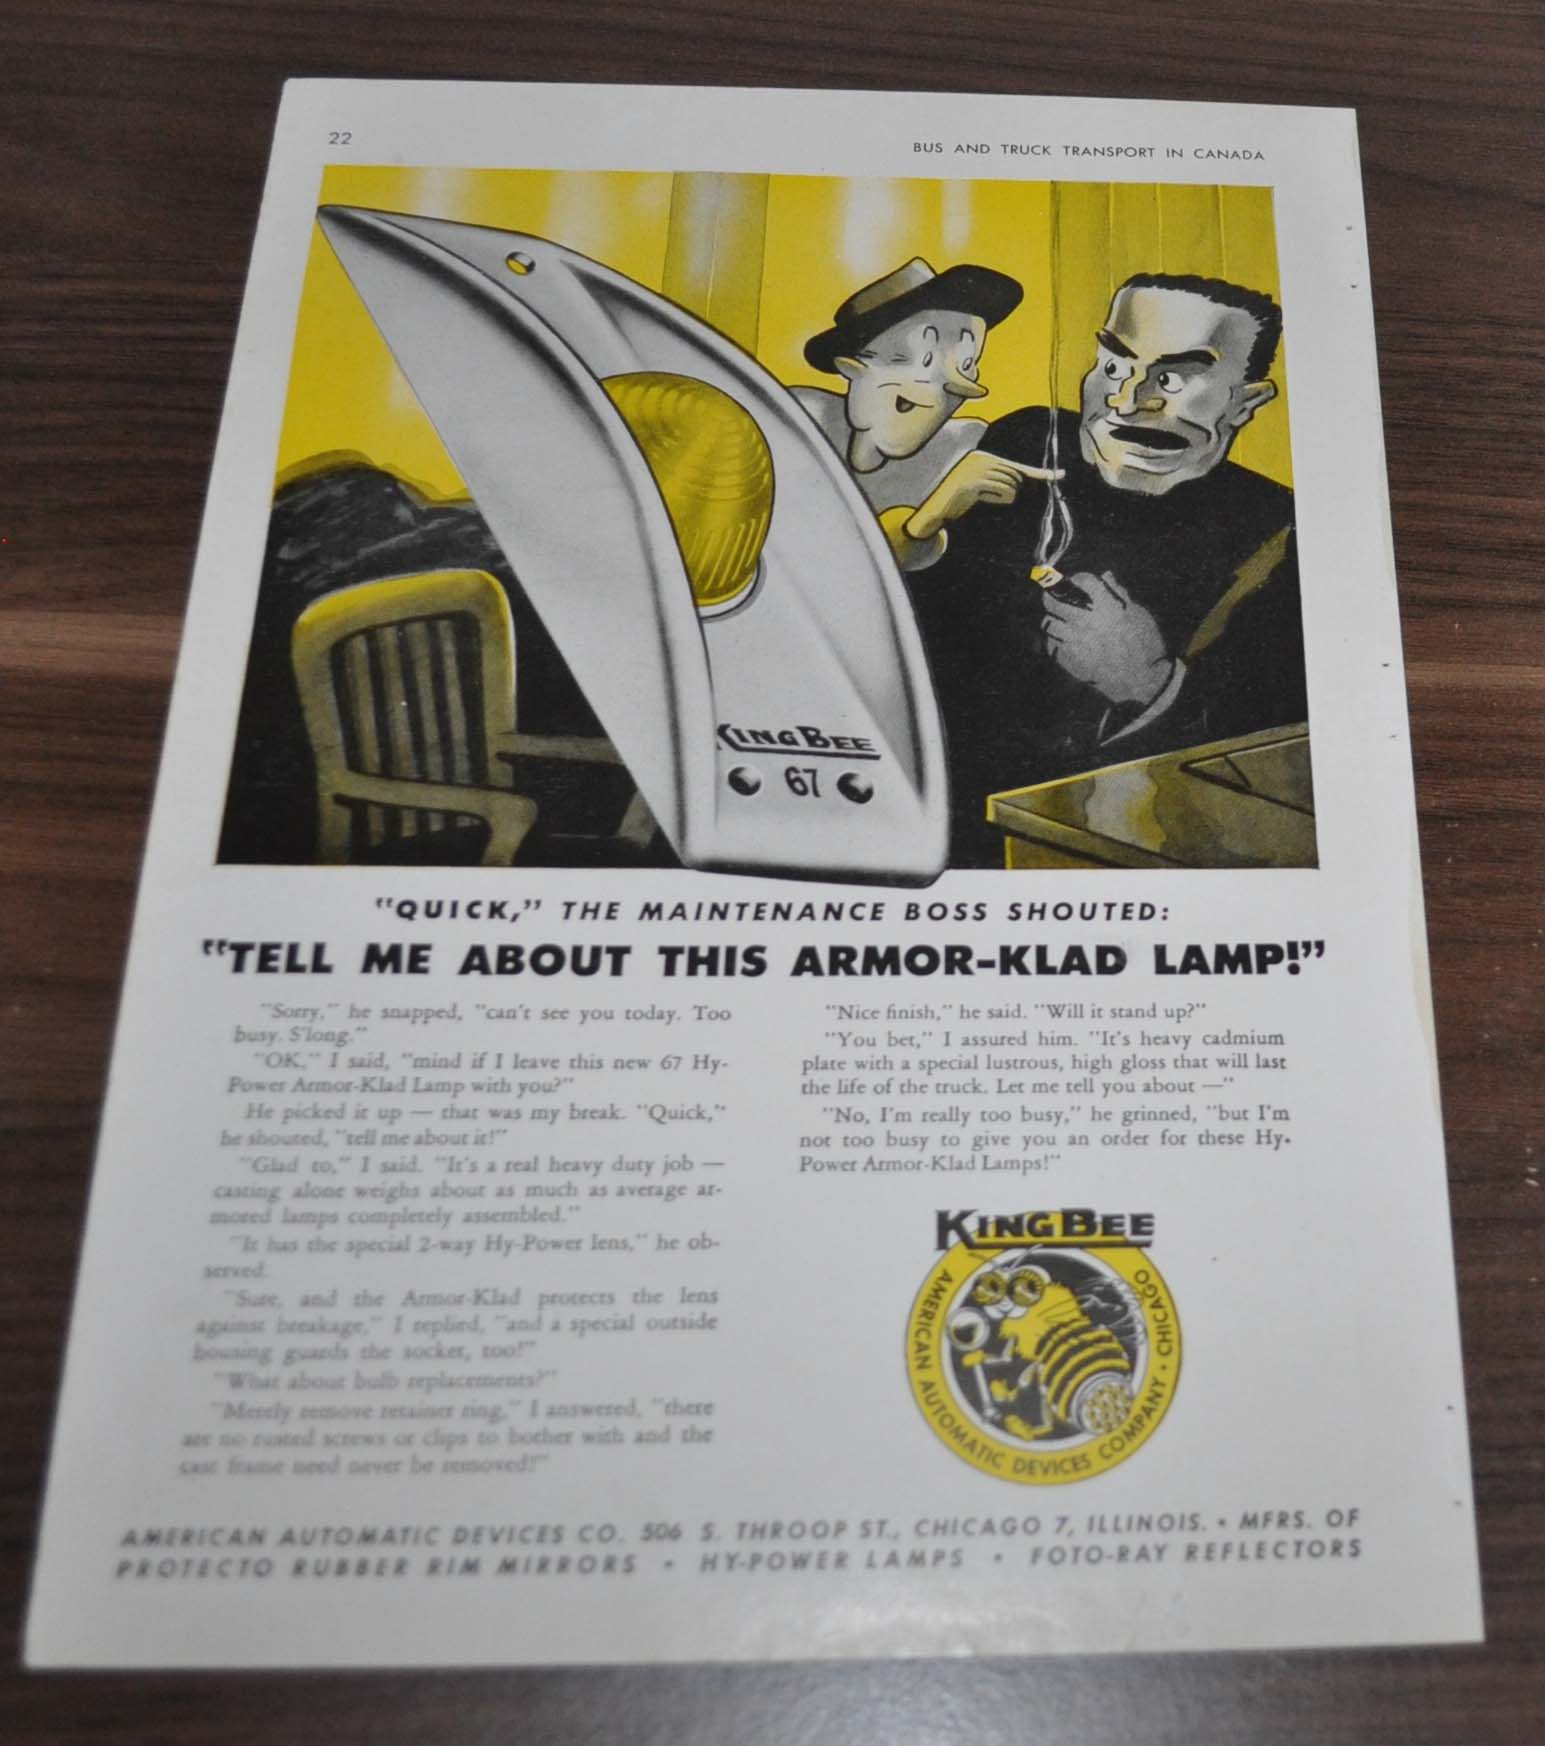 22
BUS AND TRUCK TRANSPORT IN CANADA
KING BEE
67
"QUICK," THE MAINTENANCE BOSS SHOUTED:
"TELL ME ABOUT THIS ARMOR-KLAD LAMP!"
"Sorry," he snapped, "can't see you today. Too
busy. S'long."
"OK," I said, "mind if I leave this new 67 Hy-
Power Armor-Klad Lamp with you?"
He picked it up — that was my break. "Quick,"
he shouted, "tell me about it!"
"Glad to," I said. "It's a real heavy duty job —
casting alone weighs about as much as average ar-
mored lamps completely assembled."
"It has the special 2-way Hy-Power lens," he ob-
served.
"Sure, and the Armor-Klad protects the lens
against breakage," I replied, "and a special outside
housing guards the socket, too!"
"What about bulb replacements?"
"Merely remove retainer ring," I answered, "there
are no rusted screws or clips to bother with and the
cast frame need never be removed!"
"Nice finish," he said. "Will it stand up?"
"You bet," I assured him. "It's heavy cadmium
plate with a special lustrous, high gloss that will last
the life of the truck. Let me tell you about —"
"No, I'm really too busy," he grinned, "but I'm
not too busy to give you an order for these Hy-
Power Armor-Klad Lamps!"
KING BEE
AMERICAN AUTOMATIC DEVICES COMPANY • CHICAGO
AMERICAN AUTOMATIC DEVICES CO. 506 S. THROOP ST., CHICAGO 7, ILLINOIS. • MFRS. OF
PROTECTO RUBBER RIM MIRRORS • HY-POWER LAMPS • FOTO-RAY REFLECTORS